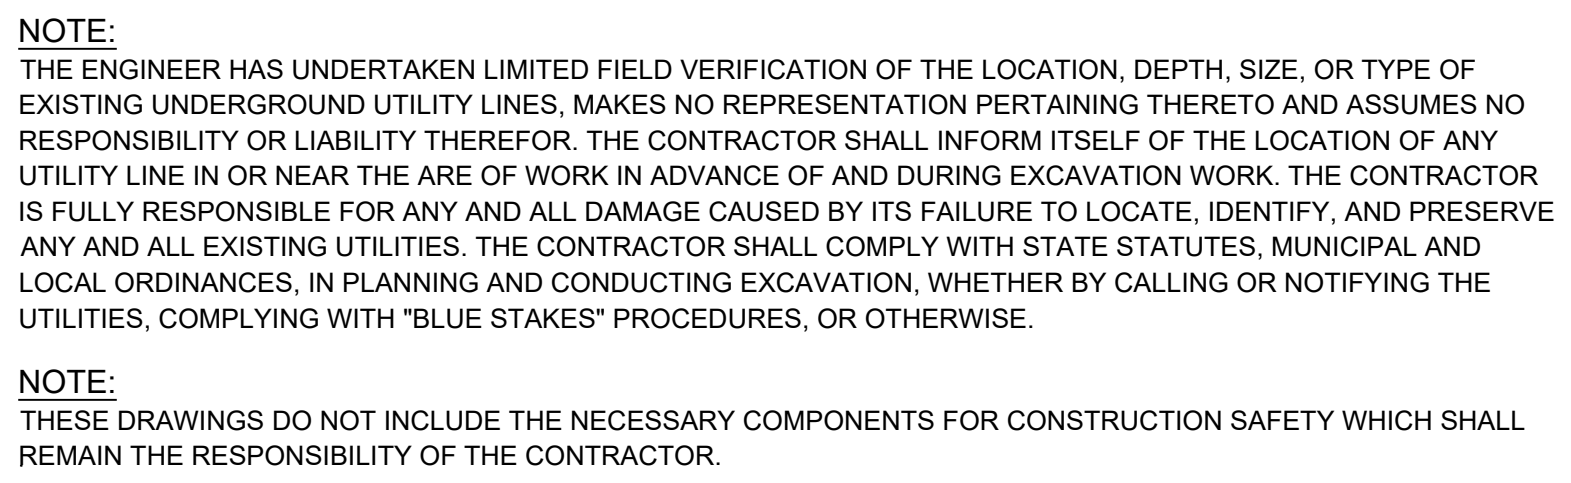 NOTE:
THE ENGINEER HAS UNDERTAKEN LIMITED FIELD VERIFICATION OF THE LOCATION, DEPTH, SIZE, OR TYPE OF
EXISTING UNDERGROUND UTILITY LINES, MAKES NO REPRESENTATION PERTAINING THERETO AND ASSUMES NO
RESPONSIBILITY OR LIABILITY THEREFOR. THE CONTRACTOR SHALL INFORM ITSELF OF THE LOCATION OF ANY
UTILITY LINE IN OR NEAR THE ARE OF WORK IN ADVANCE OF AND DURING EXCAVATION WORK. THE CONTRACTOR
IS FULLY RESPONSIBLE FOR ANY AND ALL DAMAGE CAUSED BY ITS FAILURE TO LOCATE, IDENTIFY, AND PRESERVE
ANY AND ALL EXISTING UTILITIES. THE CONTRACTOR SHALL COMPLY WITH STATE STATUTES, MUNICIPAL AND
LOCAL ORDINANCES, IN PLANNING AND CONDUCTING EXCAVATION, WHETHER BY CALLING OR NOTIFYING THE
UTILITIES, COMPLYING WITH "BLUE STAKES" PROCEDURES, OR OTHERWISE.
NOTE:
THESE DRAWINGS DO NOT INCLUDE THE NECESSARY COMPONENTS FOR CONSTRUCTION SAFETY WHICH SHALL
REMAIN THE RESPONSIBILITY OF THE CONTRACTOR.